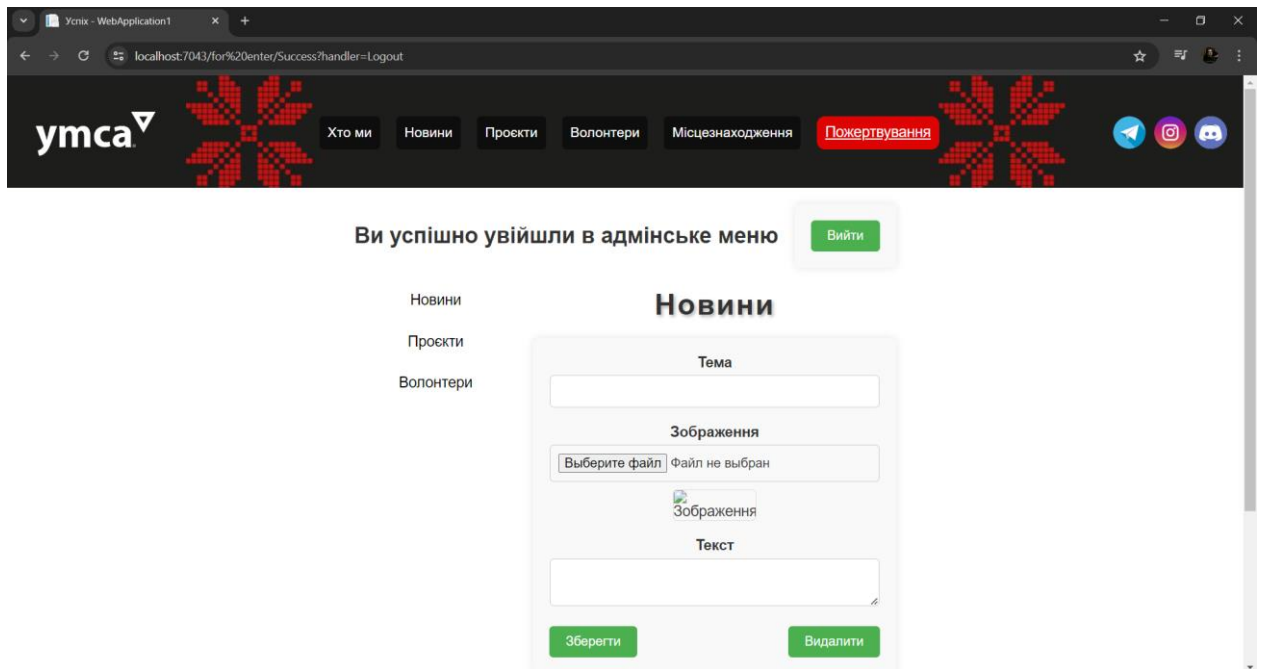 Успіх - WebApplication1
localhost:7043/for%20enter/Success?handler=Logout
ymca
Хто ми Новини Проєкти Волонтери Місцезнаходження Пожертвування
Ви успішно увійшли в адмінське меню Вийти
Новини
Проєкти
Волонтери
Новини
Тема
Зображення
Выберите файл Файл не выбран
Зображення
Текст
Зберегти Видалити